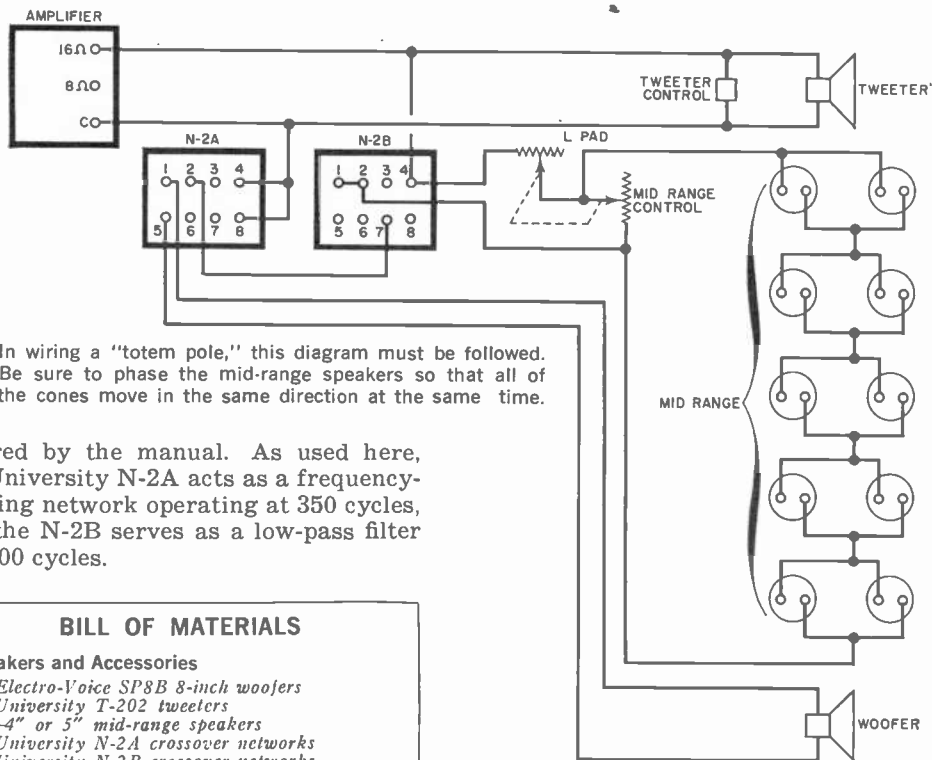 AMPLIFIER
16Ω
8Ω
C
TWEETER
CONTROL
TWEETER
N-2A
1 2 3 4
5 6 7 8
N-2B
1 2 3 4
5 6 7 8
L PAD
MID RANGE
CONTROL
In wiring a "totem pole," this diagram must be followed.
Be sure to phase the mid-range speakers so that all of
the cones move in the same direction at the same time.
MID RANGE
red by the manual. As used here,
University N-2A acts as a frequency-
ing network operating at 350 cycles,
the N-2B serves as a low-pass filter
00 cycles.
BILL OF MATERIALS
akers and Accessories
Electro-Voice SP8B 8-inch woofers
University T-202 tweeters
4" or 5" mid-range speakers
University N-2A crossover networks
University N-2B crossover networks
WOOFER